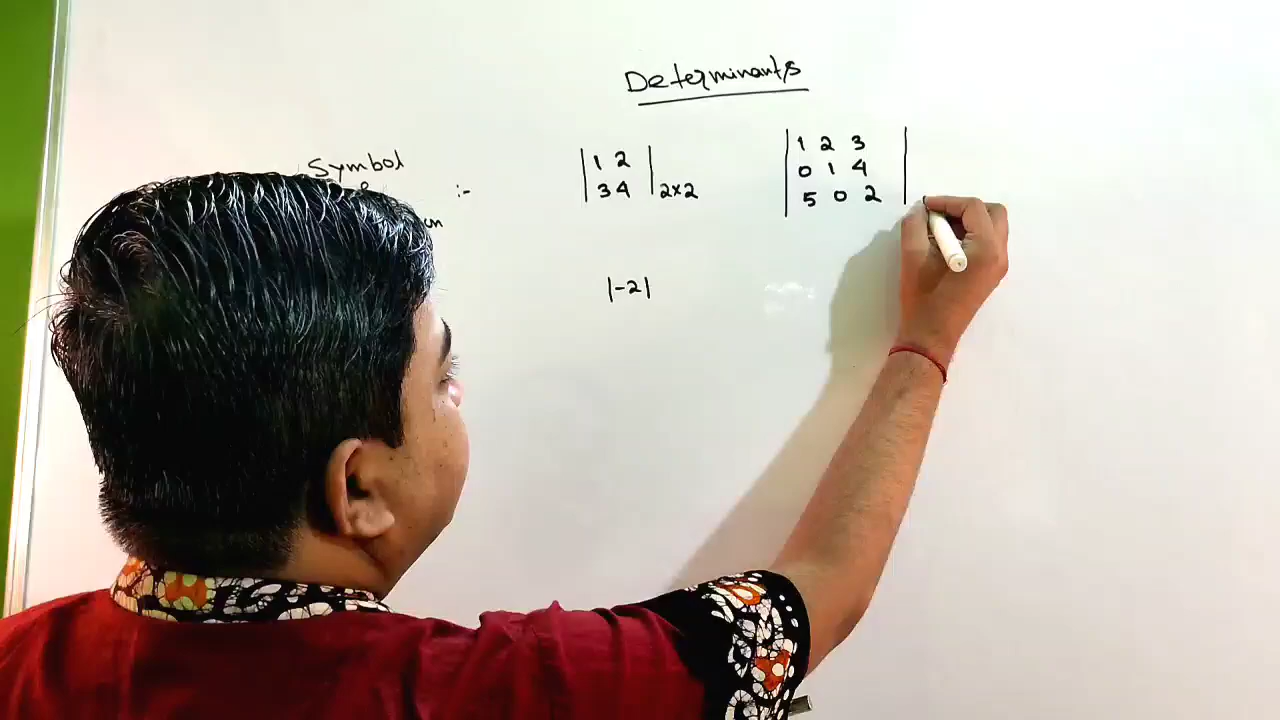 Determinants
Symbol
:-
|1 2|
|3 4| 2x2
|1 2 3|
|0 1 4|
|5 0 2|
|-2|